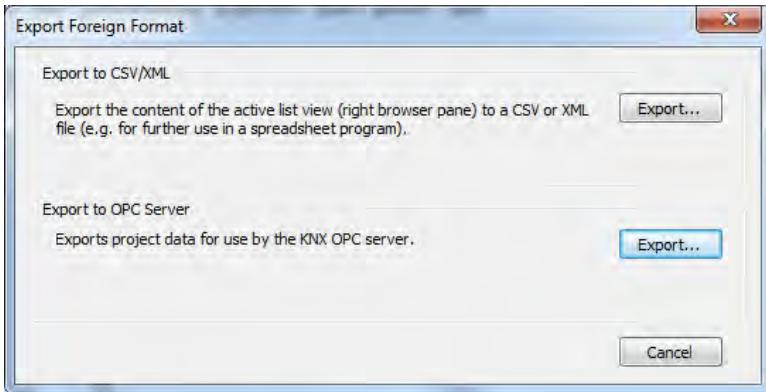 Export Foreign Format
Export to CSV/XML
Export the content of the active list view (right browser pane) to a CSV or XML
file (e.g. for further use in a spreadsheet program).
Export...
Export to OPC Server
Exports project data for use by the KNX OPC server.
Export...
Cancel